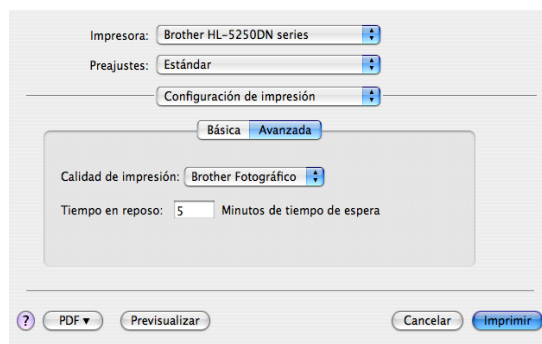 Impresora: Brother HL-5250DN series
Preajustes: Estándar
Configuración de impresión
Básica Avanzada
Calidad de impresión: Brother Fotográfico
Tiempo en reposo: 5 Minutos de tiempo de espera
? PDF ▼ Previsualizar Cancelar Imprimir